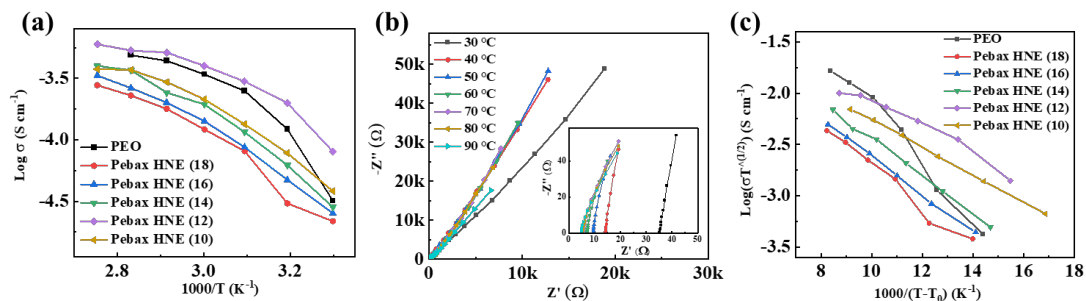 (a)
-3.5
-4.0
-4.5
Log σ (S cm⁻¹)
PEO
Pebax HNE (18)
Pebax HNE (16)
Pebax HNE (14)
Pebax HNE (12)
Pebax HNE (10)
2.8
3.0
3.2
1000/T (K⁻¹)
(b)
50k
40k
30k
20k
10k
0
-Z'' (Ω)
30 °C
40 °C
50 °C
60 °C
70 °C
80 °C
90 °C
40
20
0
-Z'' (Ω)
0
10
20
30
40
50
Z' (Ω)
0
10k
20k
30k
Z' (Ω)
(c)
-1.5
-2.0
-2.5
-3.0
-3.5
Log(σT^(1/2)) (S cm⁻¹)
PEO
Pebax HNE (18)
Pebax HNE (16)
Pebax HNE (14)
Pebax HNE (12)
Pebax HNE (10)
8
10
12
14
16
18
1000/(T-T₀) (K⁻¹)